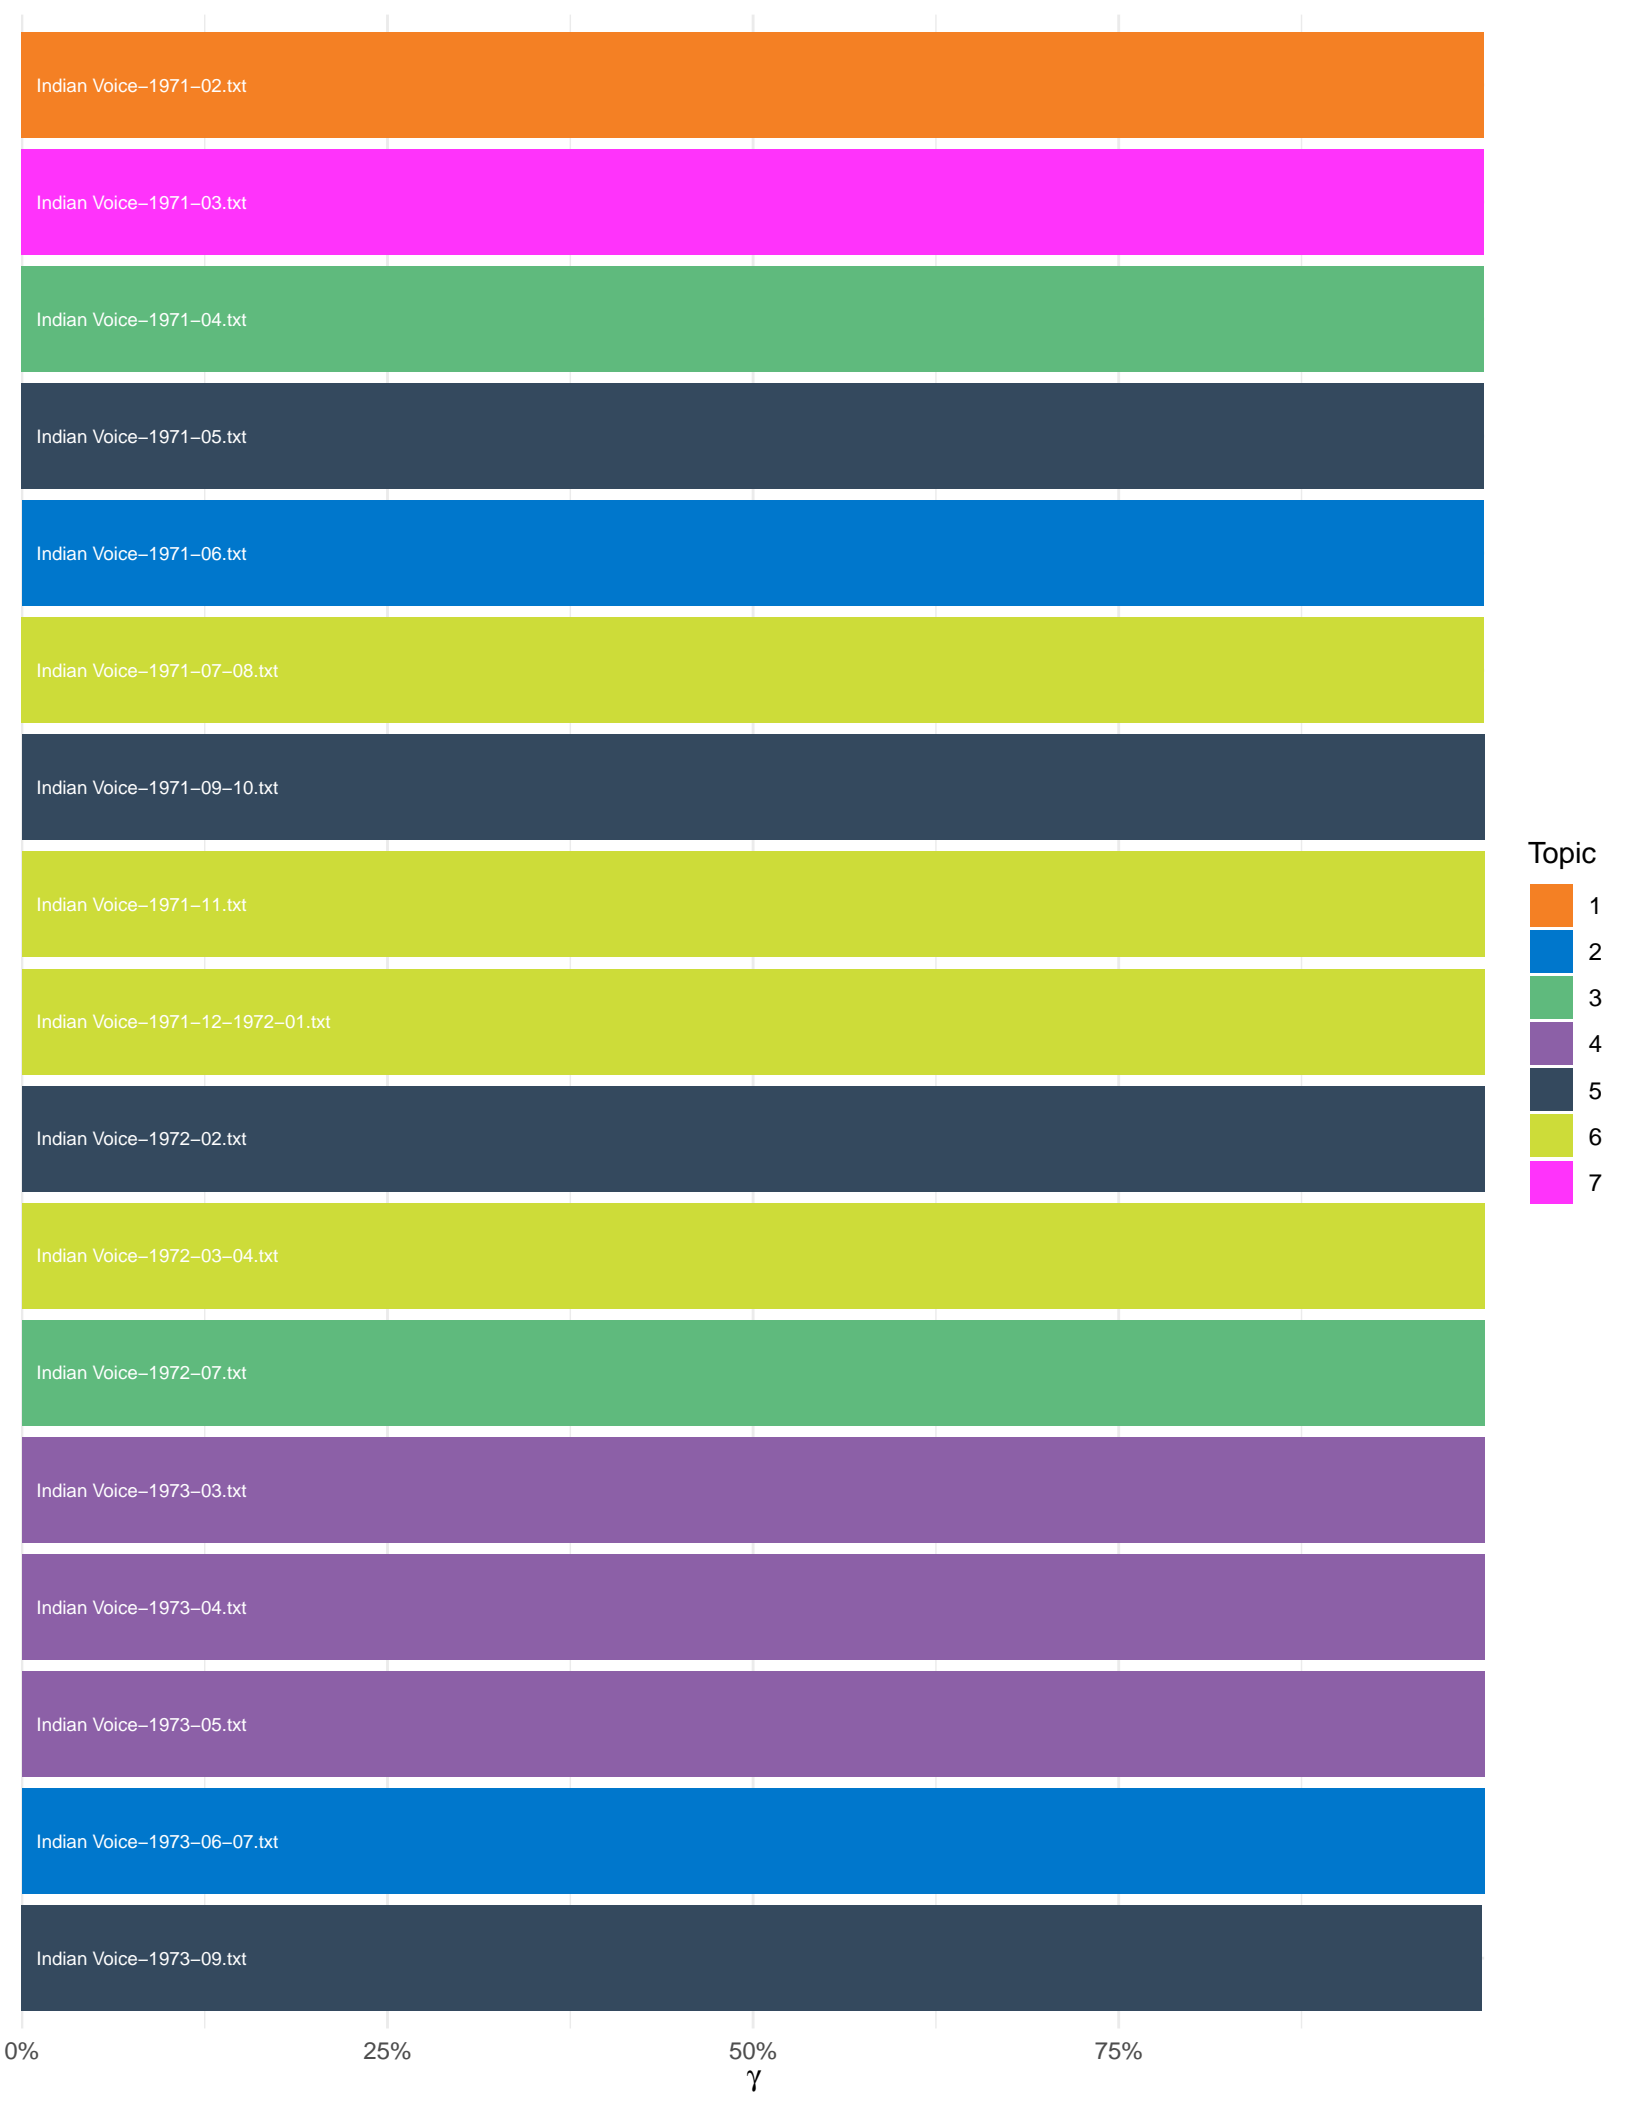 Indian Voice–1971–02.txt
Indian Voice–1971–03.txt
Indian Voice–1971–04.txt
Indian Voice–1971–05.txt
Indian Voice–1971–06.txt
Indian Voice–1971–07–08.txt
Indian Voice–1971–09–10.txt
Indian Voice–1971–11.txt
Indian Voice–1971–12–1972–01.txt
Indian Voice–1972–02.txt
Indian Voice–1972–03–04.txt
Indian Voice–1972–07.txt
Indian Voice–1973–03.txt
Indian Voice–1973–04.txt
Indian Voice–1973–05.txt
Indian Voice–1973–06–07.txt
Indian Voice–1973–09.txt
0% 25% 50% 75%
γ
Topic
1
2
3
4
5
6
7